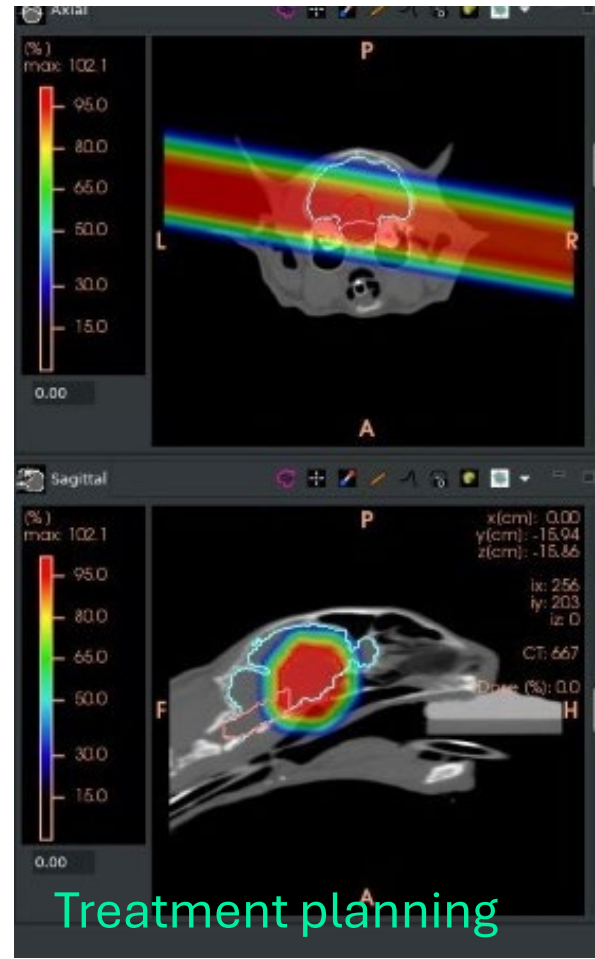 Axial
(%)
max: 102.1
95.0
80.0
65.0
50.0
30.0
15.0
0.00
P
L
R
A
Sagittal
(%)
max: 102.1
95.0
80.0
65.0
50.0
30.0
15.0
0.00
P
x(cm): 0.00
y(cm): -15.94
z(cm): -15.86
ix: 256
iy: 203
iz: 0
CT: 667
Dose (%): 0.0
F
H
A
Treatment planning